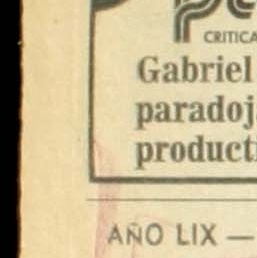 CRITICA
Gabriel
paradoj
product
AÑO LIX —